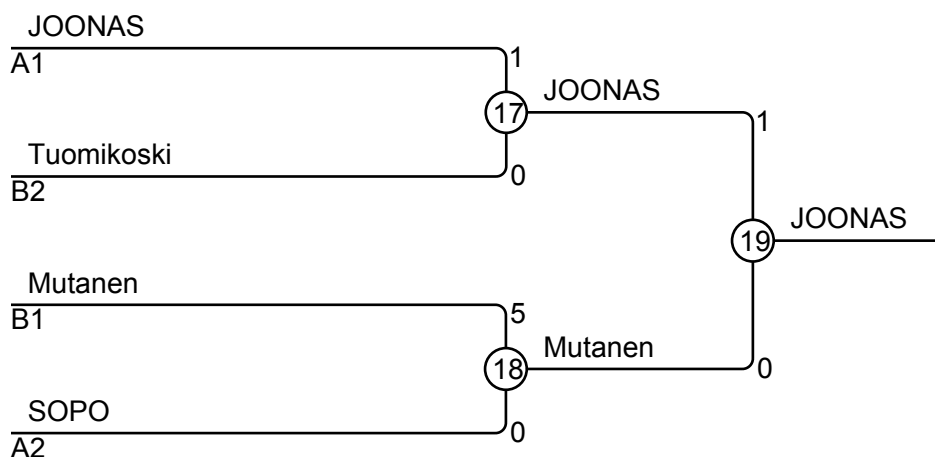 JOONAS
A1
1
17
JOONAS
Tuomikoski
B2
0
1
19
JOONAS
Mutanen
B1
5
18
Mutanen
0
SOPO
A2
0